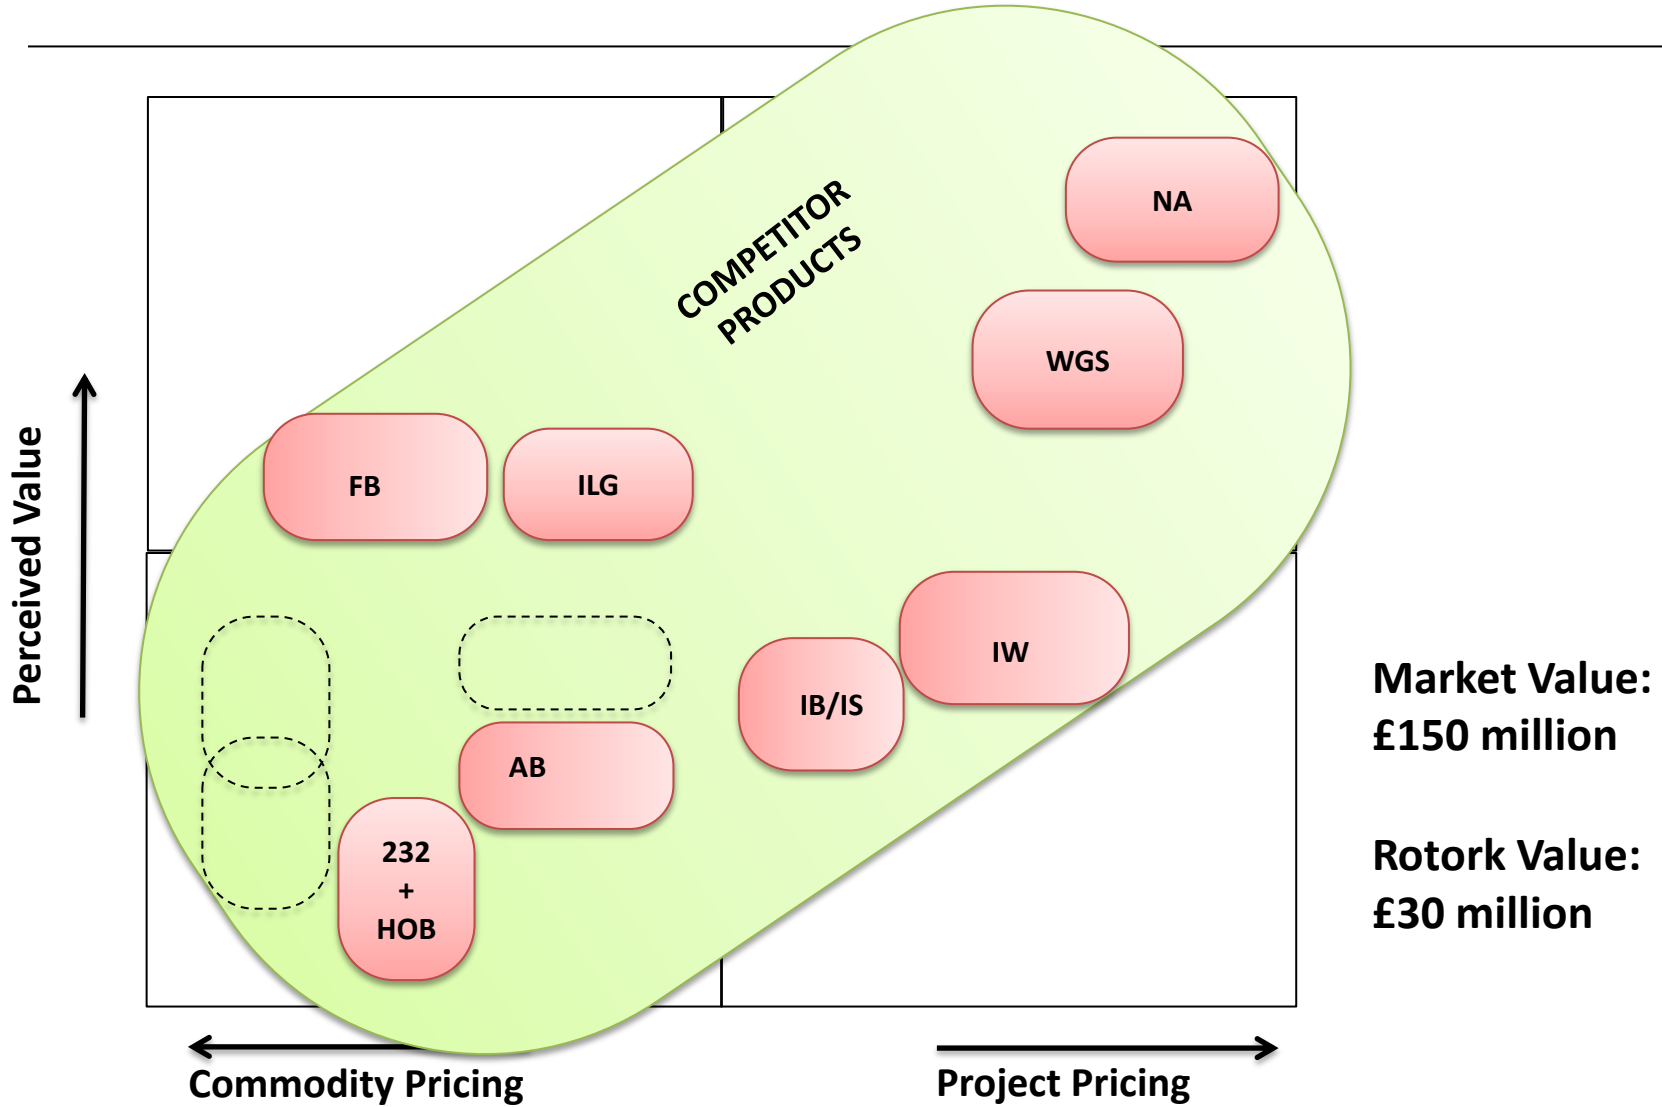 COMPETITOR
PRODUCTS
NA
WGS
FB
ILG
Perceived Value
IW
IB/IS
AB
232
+
HOB
Market Value:
£150 million
Rotork Value:
£30 million
Commodity Pricing
Project Pricing